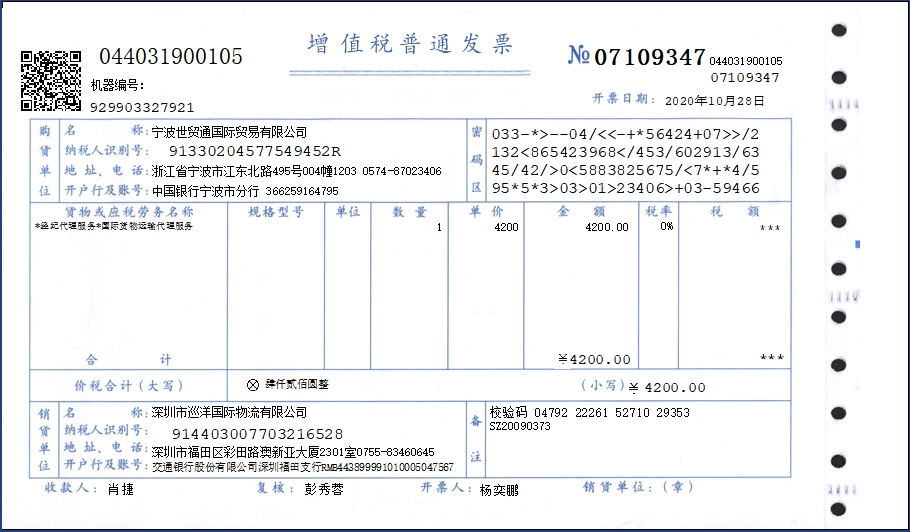 增值税普通发票
044031900105
№07109347 044031900105
07109347
机器编号:
929903327921
开票日期: 2020年10月28日
购货单位
名 称: 宁波世贸通国际贸易有限公司
纳税人识别号: 91330204577549452R
地 址、电 话: 浙江省宁波市江东北路495号004幢1203 0574-87023406
开户行及账号: 中国银行宁波市分行 366259164795
密码区
033-*>--04/<<-+*56424+07>>/2
132<865423968</453/602913/63
45/42/>0<5883825675/<7*+*4/5
95*5*3>03>01>23406>+03-59466
货物或应税劳务名称 规格型号 单位 数 量 单 价 金 额 税率 税 额
*经纪代理服务*国际货物运输代理服务 1 4200 4200.00 0% ***
合 计 ¥4200.00 ***
价税合计（大写） ⊗ 肆仟贰佰圆整 （小写）¥ 4200.00
销货单位
名 称: 深圳市巡洋国际物流有限公司
纳税人识别号: 914403007703216528
地 址、电 话: 深圳市福田区彩田路澳新亚大厦2301室0755-83460645
开户行及账号: 交通银行股份有限公司深圳福田支行RMB443899991010005047567
备注
校验码 04792 22261 52710 29353
SZ20090373
收款人: 肖捷 复核: 彭秀蓉 开票人: 杨奕鹏 销货单位:（章）